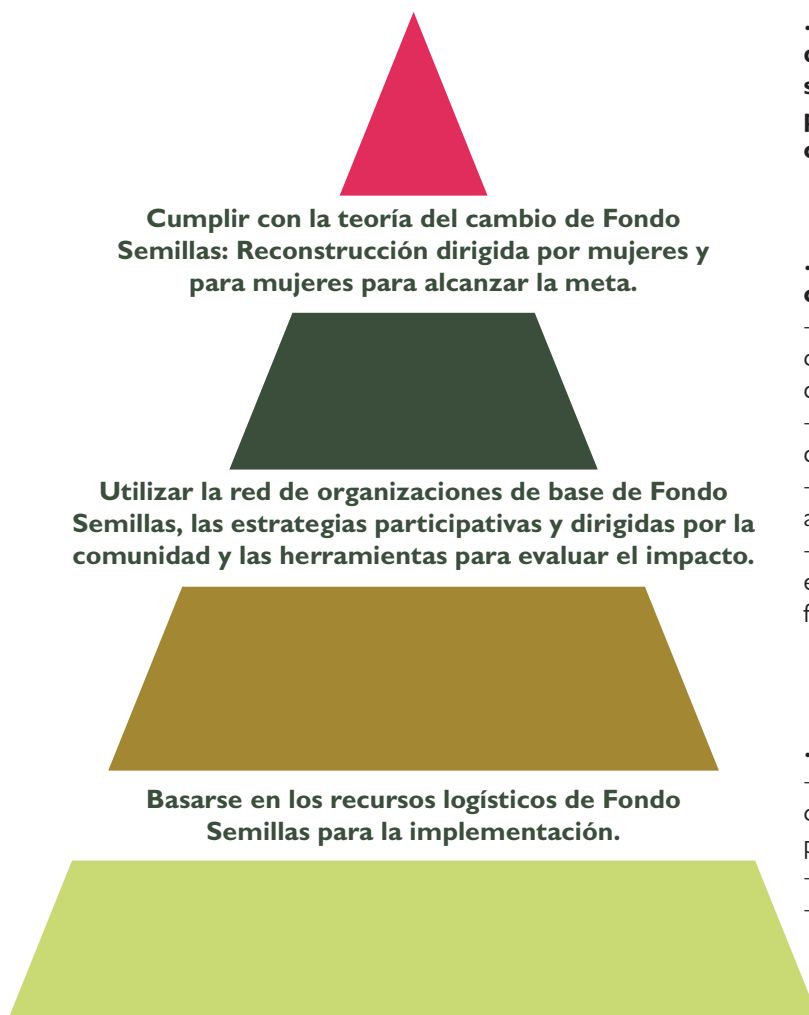 Cumplir con la teoría del cambio de Fondo
Semillas: Reconstrucción dirigida por mujeres y
para mujeres para alcanzar la meta.
Utilizar la red de organizaciones de base de Fondo
Semillas, las estrategias participativas y dirigidas por la
comunidad y las herramientas para evaluar el impacto.
Basarse en los recursos logísticos de Fondo
Semillas para la implementación.